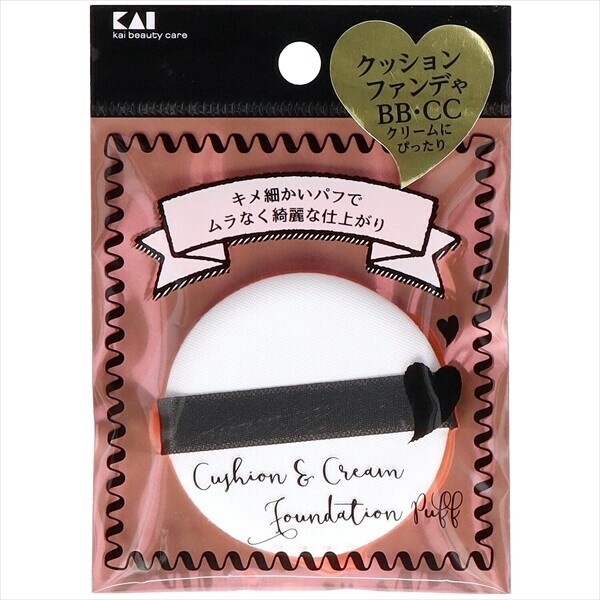 KAI
kai beauty care
クッション
ファンデや
BB・CC
クリームに
ぴったり
キメ細かいパフで
ムラなく綺麗な仕上がり
Cushion & Cream
Foundation Puff